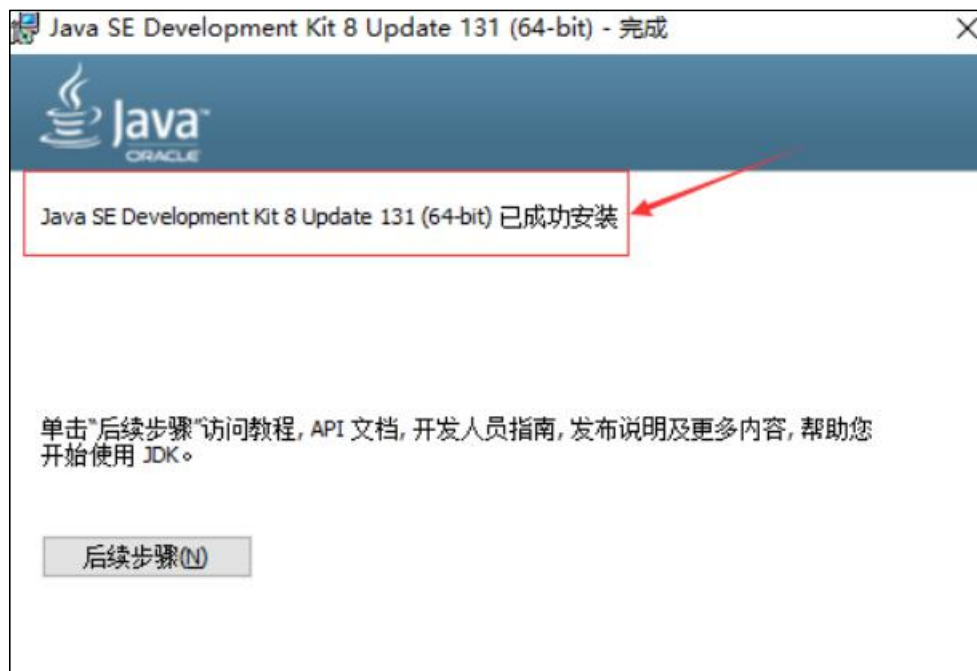 Java SE Development Kit 8 Update 131 (64-bit) - 完成
Java™
ORACLE
Java SE Development Kit 8 Update 131 (64-bit) 已成功安装
单击"后续步骤"访问教程, API 文档, 开发人员指南, 发布说明及更多内容, 帮助您
开始使用 JDK。
后续步骤(N)